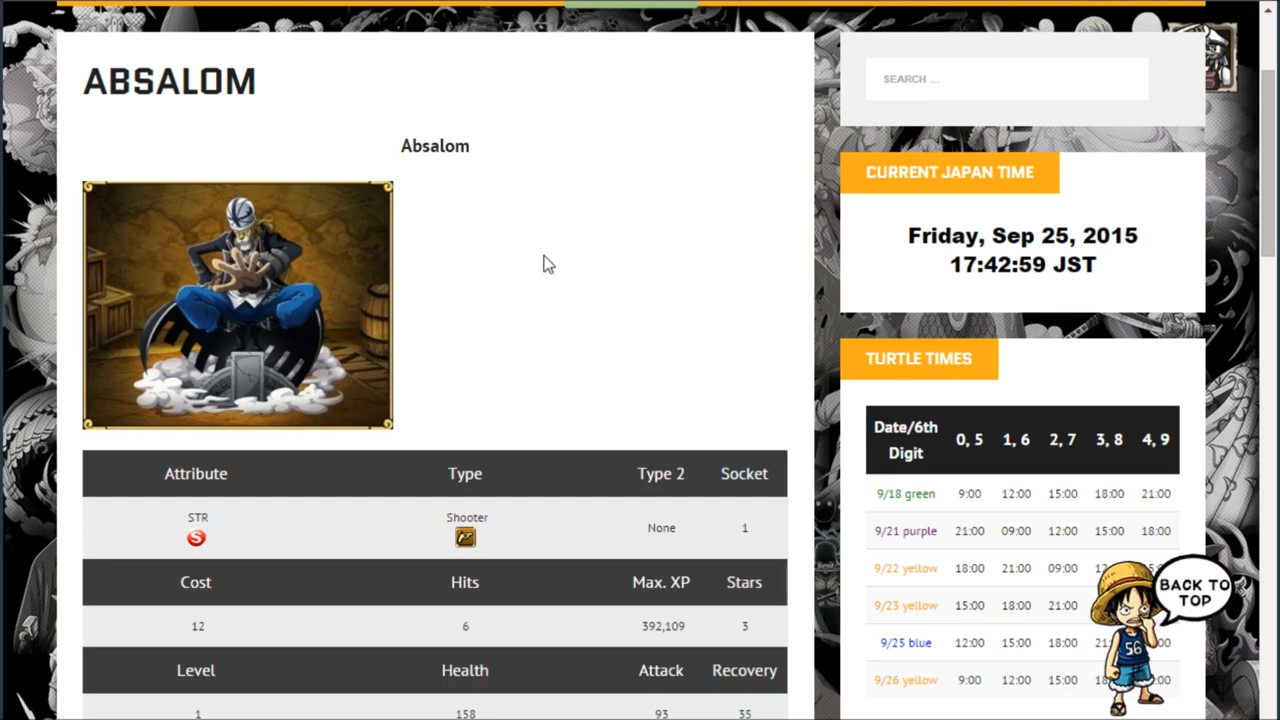 ABSALOM
Absalom
Attribute Type Type 2 Socket
STR Shooter None 1
S
Cost Hits Max. XP Stars
12 6 392,109 3
Level Health Attack Recovery
1 158 93 35
SEARCH ...
CURRENT JAPAN TIME
Friday, Sep 25, 2015
17:42:59 JST
TURTLE TIMES
Date/6th
Digit 0, 5 1, 6 2, 7 3, 8 4, 9
9/18 green 9:00 12:00 15:00 18:00 21:00
9/21 purple 21:00 09:00 12:00 15:00 18:00
9/22 yellow 18:00 21:00 09:00
9/23 yellow 15:00 18:00 21:00
9/25 blue 12:00 15:00 18:00
9/26 yellow 9:00 12:00 15:00
BACK TO
TOP
56